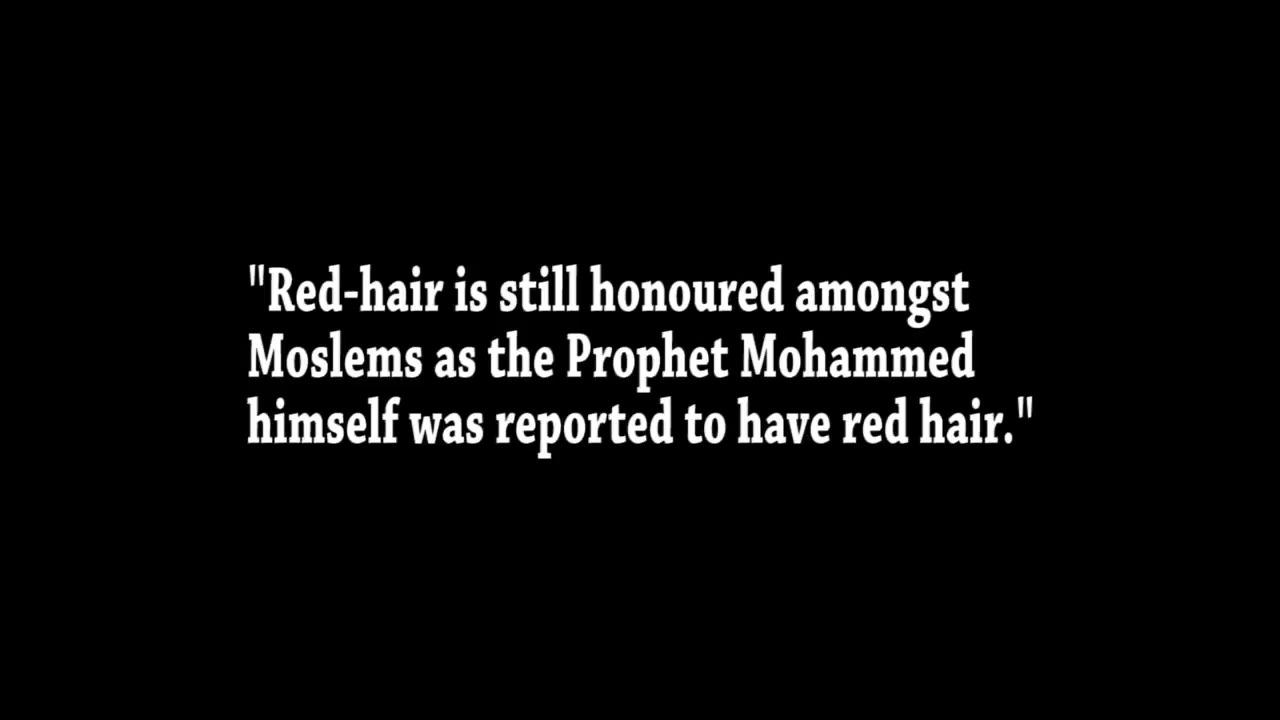 "Red-hair is still honoured amongst
Moslems as the Prophet Mohammed
himself was reported to have red hair."